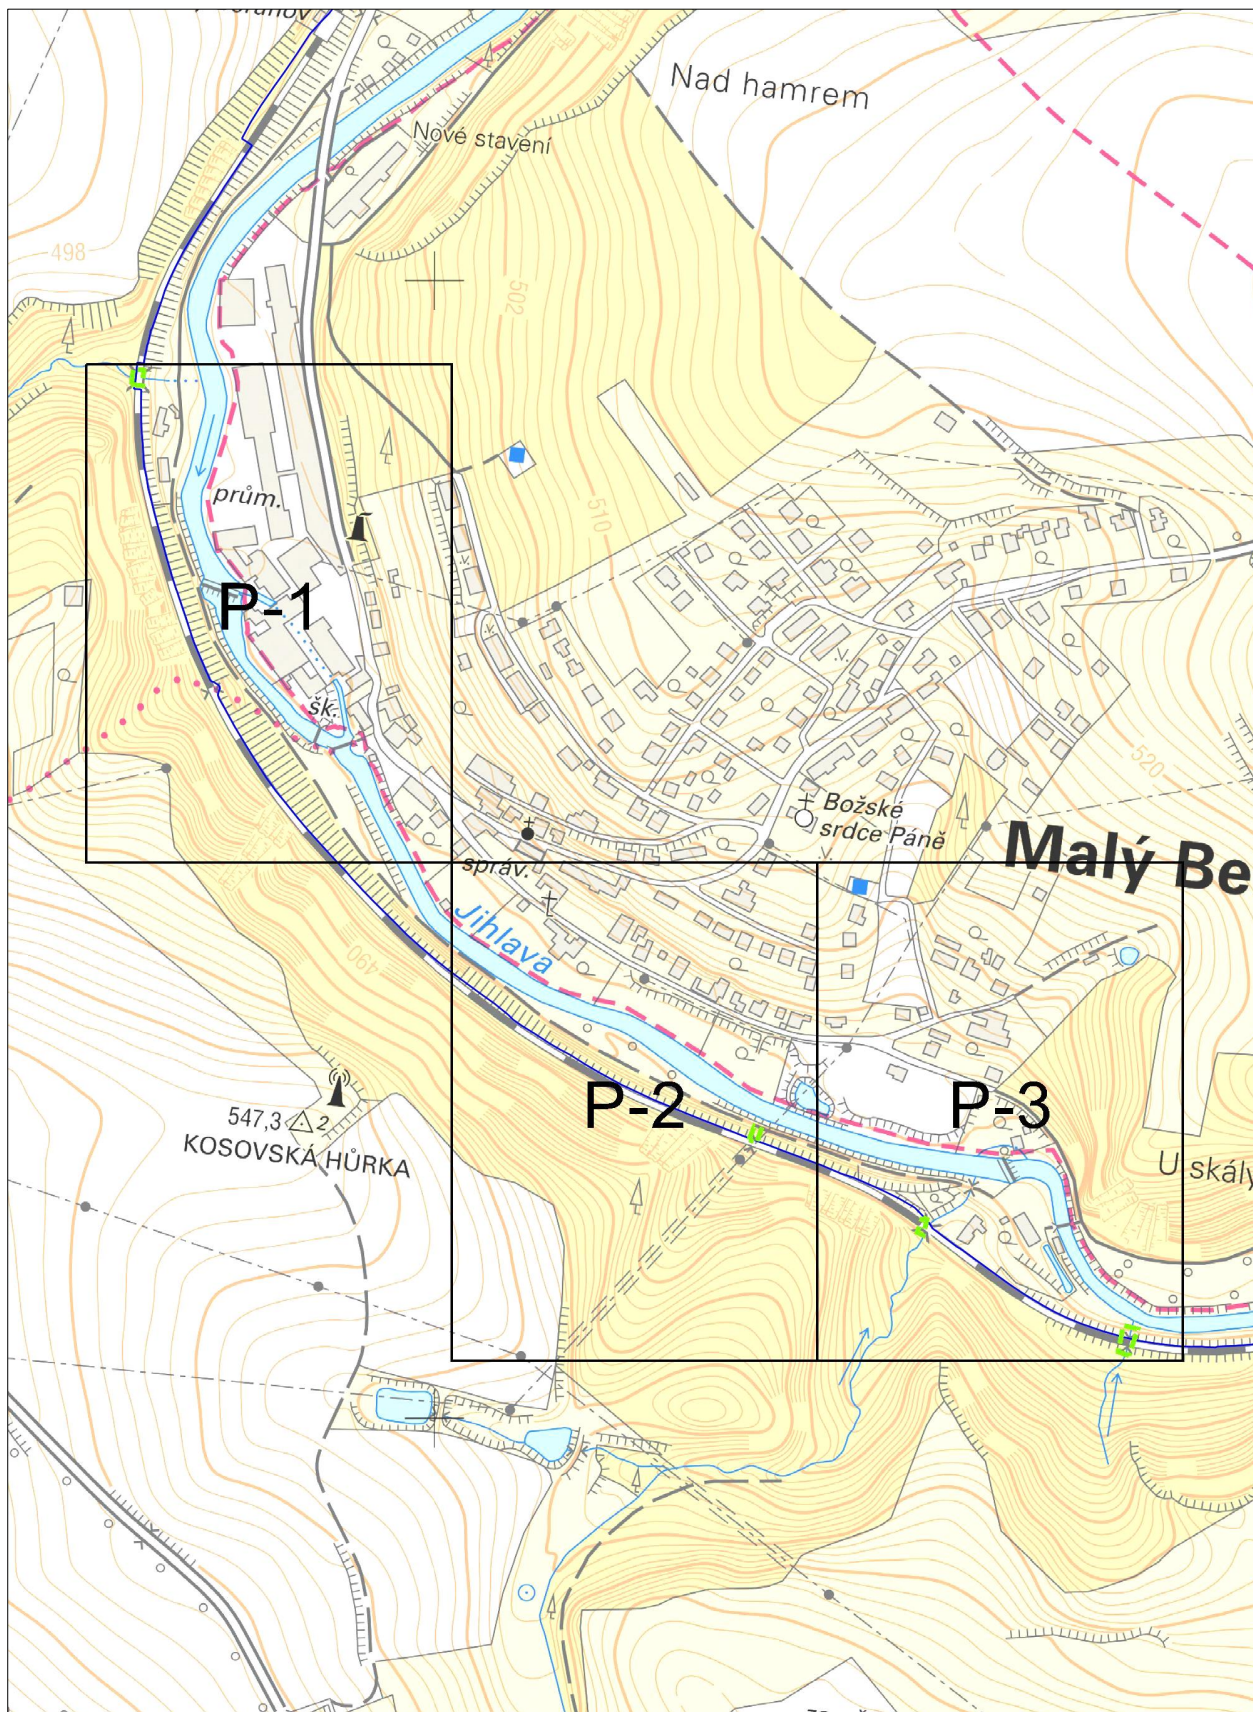 Nad hamrem
Nové stavení
498
502
510
prům.
P-1
šk.
520
Božské
srdce Páně
Malý Be
správ.
Jihlava
490
547,3
2
KOSOVSKÁ HŮRKA
P-2
P-3
U skály